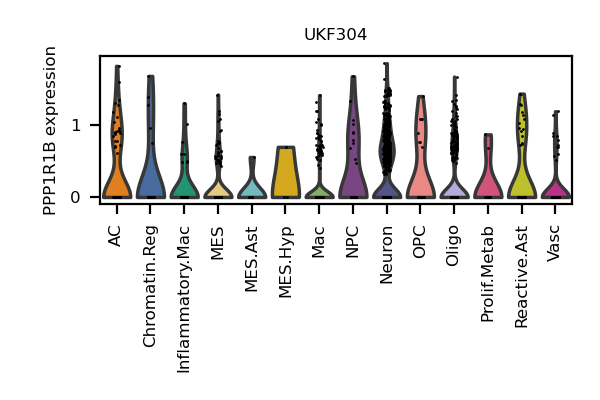 UKF304
PPP1R1B expression
1
0
AC
Chromatin.Reg
Inflammatory.Mac
MES
MES.Ast
MES.Hyp
Mac
NPC
Neuron
OPC
Oligo
Prolif.Metab
Reactive.Ast
Vasc